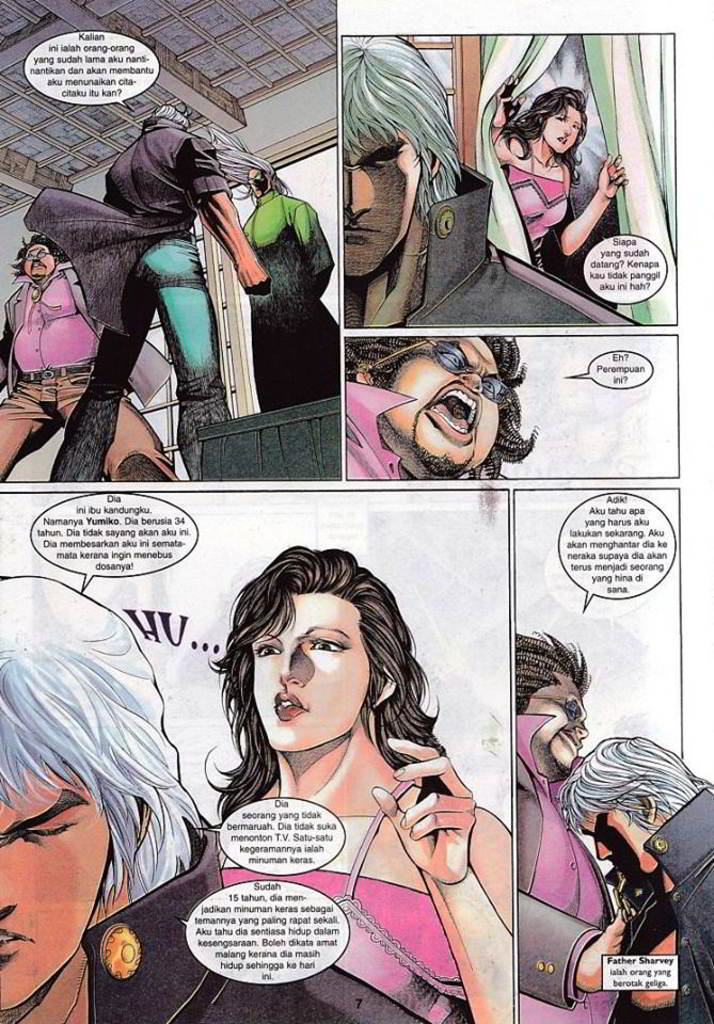 Kalian
ini ialah orang-orang
yang sudah lama aku nanti-
nantikan dan akan membantu
aku menunaikan cita-
citaku itu kan?
Siapa
yang sudah
datang? Kenapa
kau tidak panggil
aku ini hah?
Eh?
Perempuan
ini?
Dia
ini ibu kandungku.
Namanya Yumiko. Dia berusia 34
tahun. Dia tidak sayang akan aku ini.
Dia membesarkan aku ini semata-
mata kerana ingin menebus
dosanya!
HU...
Dia
seorang yang tidak
bermaruah. Dia tidak suka
menonton T.V. Satu-satu
kegeramannya ialah
minuman keras.
Sudah
15 tahun, dia men-
jadikan minuman keras sebagai
temannya yang paling rapat sekali.
Aku tahu dia sentiasa hidup dalam
kesengsaraan. Boleh dikata amat
malang kerana dia masih
hidup sehingga ke hari
ini.
Adik!
Aku tahu apa
yang harus aku
lakukan sekarang. Aku
akan menghantar dia ke
neraka supaya dia akan
terus menjadi seorang
yang hina di
sana.
Father Sharvey
ialah orang yang
berotak geliga.
7